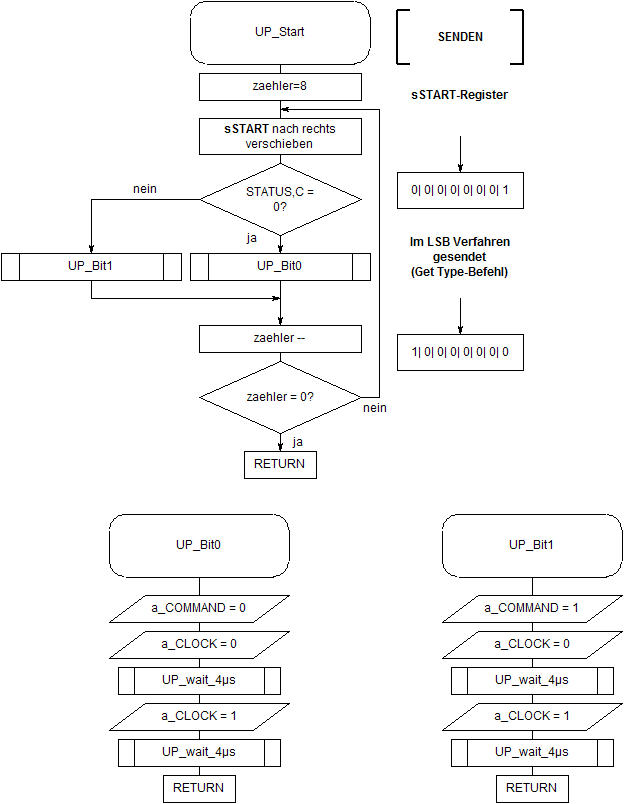 UP_Start
SENDEN
zaehler=8
sSTART-Register
sSTART nach rechts
verschieben
nein
STATUS,C =
0?
0| 0| 0| 0| 0| 0| 0| 1
ja
Im LSB Verfahren
gesendet
(Get Type-Befehl)
UP_Bit1
UP_Bit0
zaehler --
1| 0| 0| 0| 0| 0| 0| 0
zaehler = 0?
nein
ja
RETURN
UP_Bit0
a_COMMAND = 0
a_CLOCK = 0
UP_wait_4µs
a_CLOCK = 1
UP_wait_4µs
RETURN
UP_Bit1
a_COMMAND = 1
a_CLOCK = 0
UP_wait_4µs
a_CLOCK = 1
UP_wait_4µs
RETURN